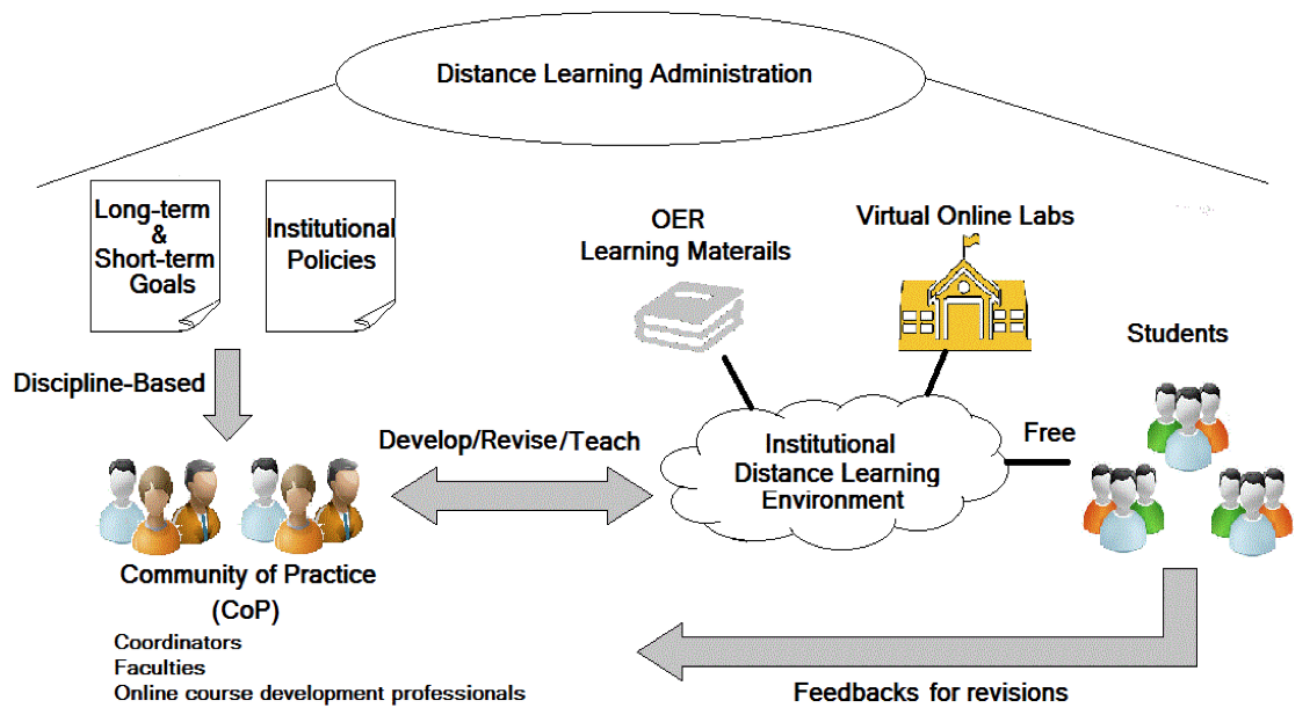 Distance Learning Administration
Long-term
&
Short-term
Goals
Institutional
Policies
OER
Learning Materails
Virtual Online Labs
Students
Discipline-Based
Develop/Revise/Teach
Institutional
Distance Learning
Environment
Free
Community of Practice
(CoP)
Coordinators
Faculties
Online course development professionals
Feedbacks for revisions